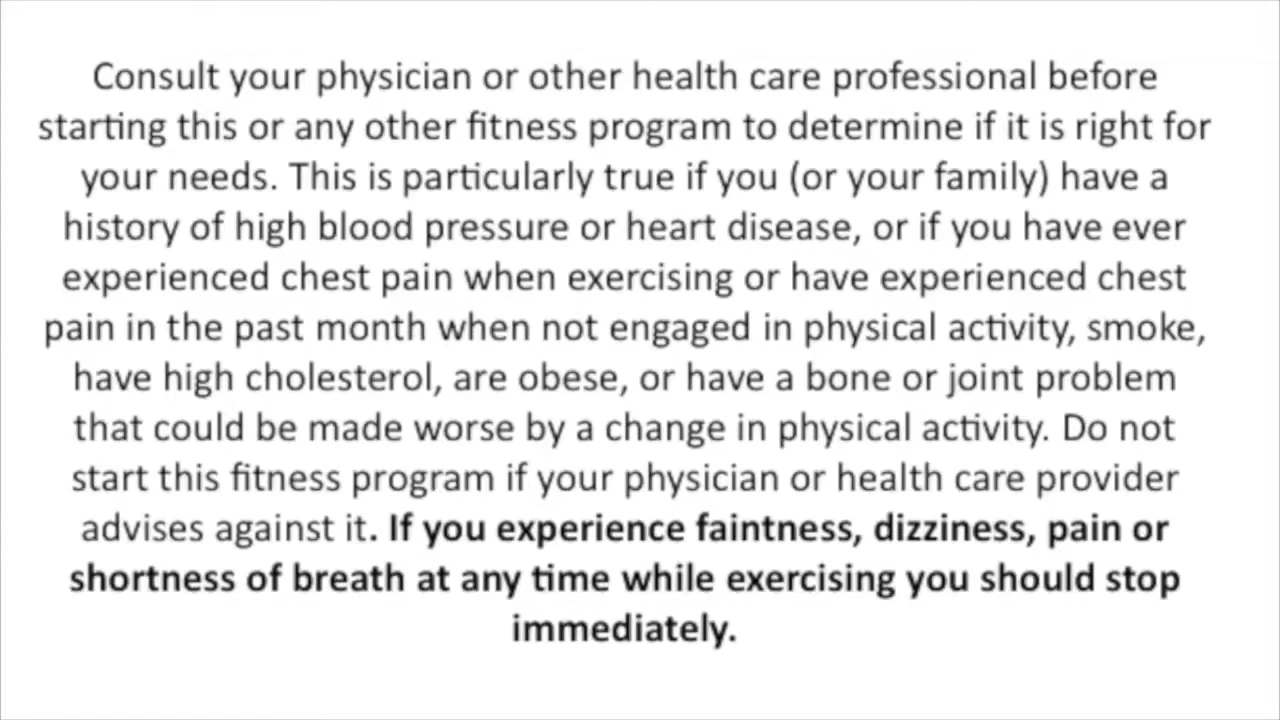 Consult your physician or other health care professional before
starting this or any other fitness program to determine if it is right for
your needs. This is particularly true if you (or your family) have a
history of high blood pressure or heart disease, or if you have ever
experienced chest pain when exercising or have experienced chest
pain in the past month when not engaged in physical activity, smoke,
have high cholesterol, are obese, or have a bone or joint problem
that could be made worse by a change in physical activity. Do not
start this fitness program if your physician or health care provider
advises against it. If you experience faintness, dizziness, pain or
shortness of breath at any time while exercising you should stop
immediately.